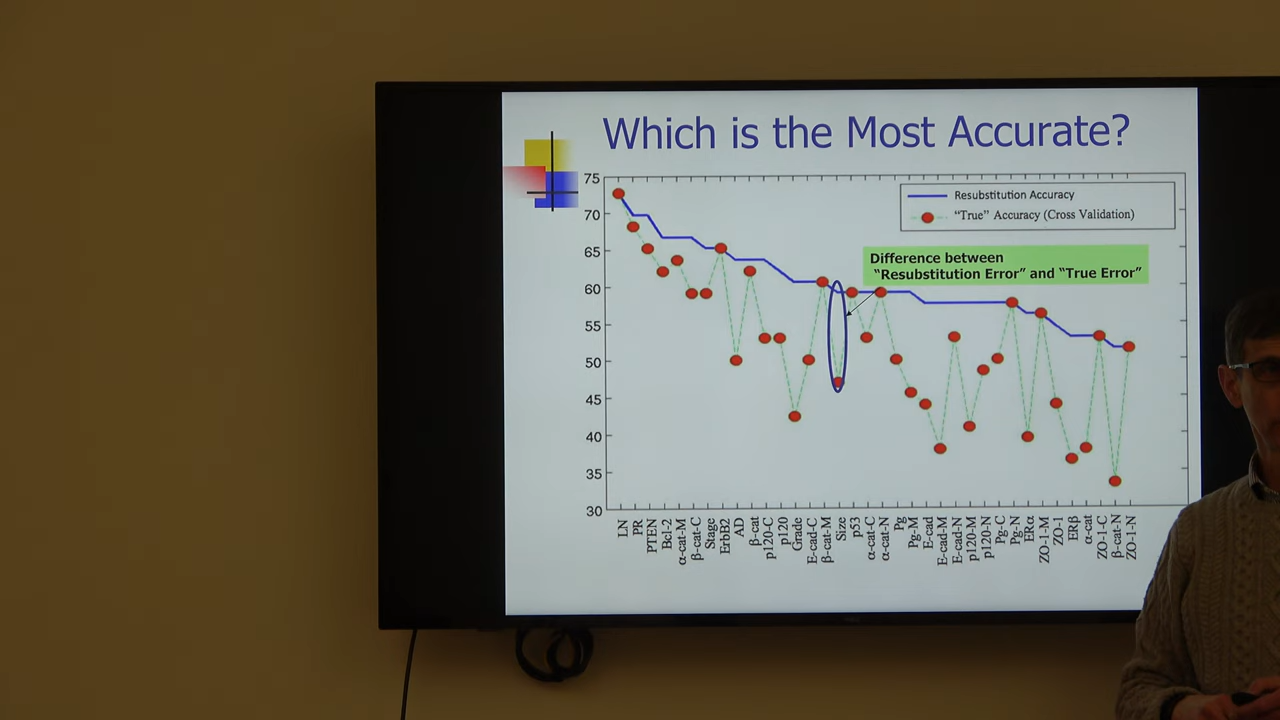 Which is the Most Accurate?
Resubstitution Accuracy
“True” Accuracy (Cross Validation)
Difference between
“Resubstitution Error” and “True Error”
75
70
65
60
55
50
45
40
35
30
LN
PR
PTEN
Bcl-2
α-cat-M
β-cat-C
Stage
ErbB2
AD
β-cat
p120-C
p120
Grade
E-cad-C
β-cat-M
Size
p53
α-cat-C
α-cat-N
Pg
Pg-M
E-cad
E-cad-M
E-cad-N
p120-M
p120-N
Pg-C
Pg-N
ERα
ZO-1-M
ZO-1
ERβ
α-cat
ZO-1-C
β-cat-N
ZO-1-N